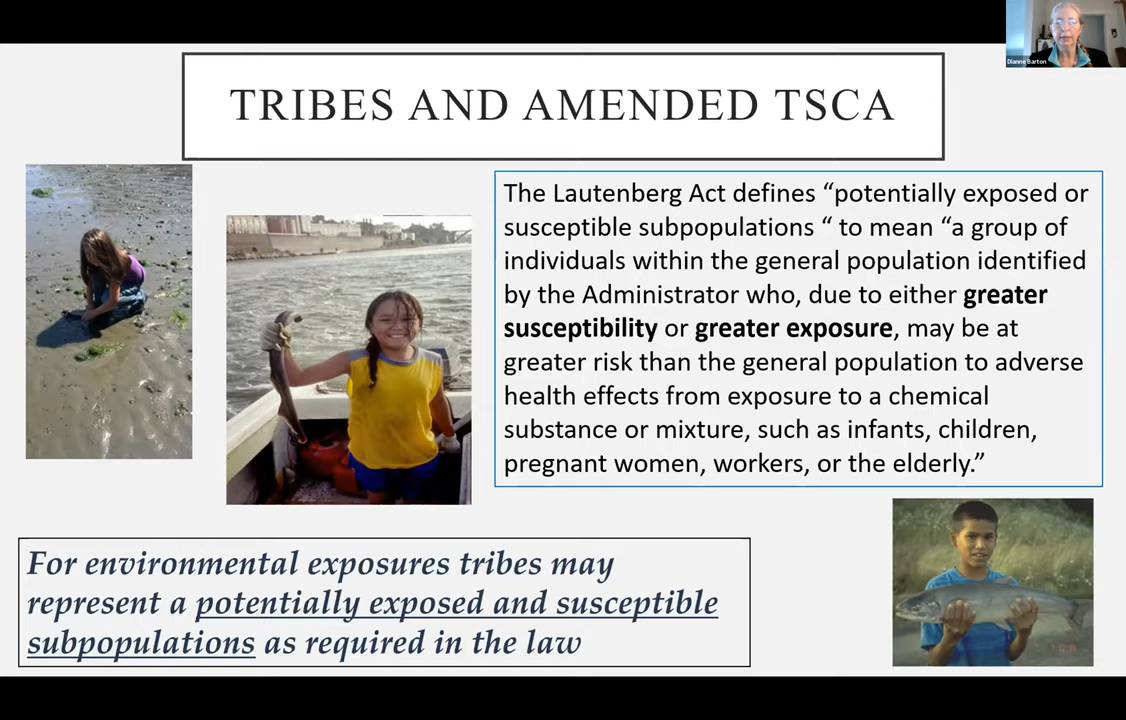 Dianne Barton
TRIBES AND AMENDED TSCA
The Lautenberg Act defines “potentially exposed or
susceptible subpopulations “ to mean “a group of
individuals within the general population identified
by the Administrator who, due to either greater
susceptibility or greater exposure, may be at
greater risk than the general population to adverse
health effects from exposure to a chemical
substance or mixture, such as infants, children,
pregnant women, workers, or the elderly.”
For environmental exposures tribes may
represent a potentially exposed and susceptible
subpopulations as required in the law